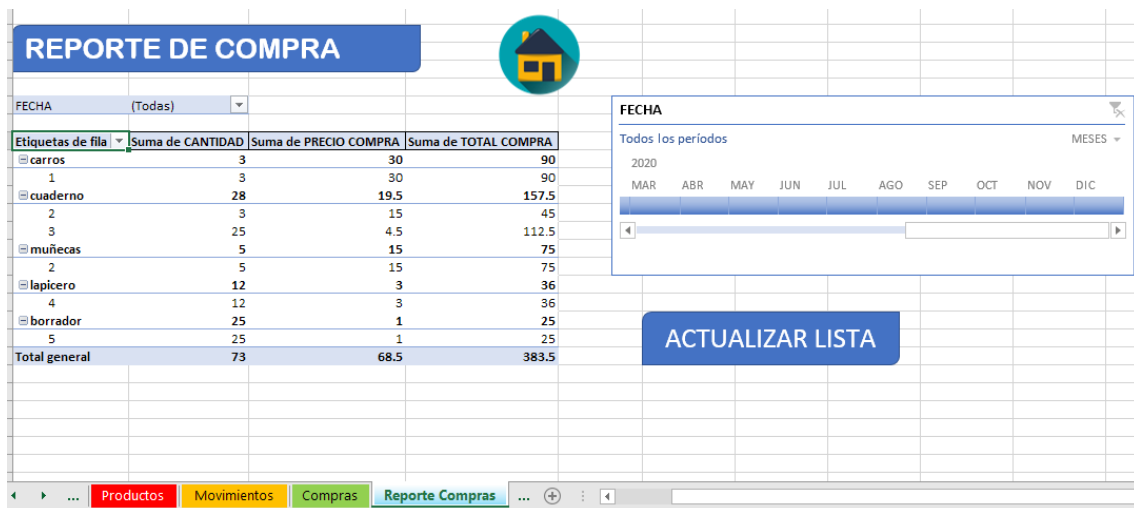 REPORTE DE COMPRA
FECHA (Todas)
Etiquetas de fila Suma de CANTIDAD Suma de PRECIO COMPRA Suma de TOTAL COMPRA
carros 3 30 90
1 3 30 90
cuaderno 28 19.5 157.5
2 3 15 45
3 25 4.5 112.5
muñecas 5 15 75
2 5 15 75
lapicero 12 3 36
4 12 3 36
borrador 25 1 25
5 25 1 25
Total general 73 68.5 383.5
FECHA
Todos los períodos MESES
2020
MAR ABR MAY JUN JUL AGO SEP OCT NOV DIC
ACTUALIZAR LISTA
... Productos Movimientos Compras Reporte Compras ...